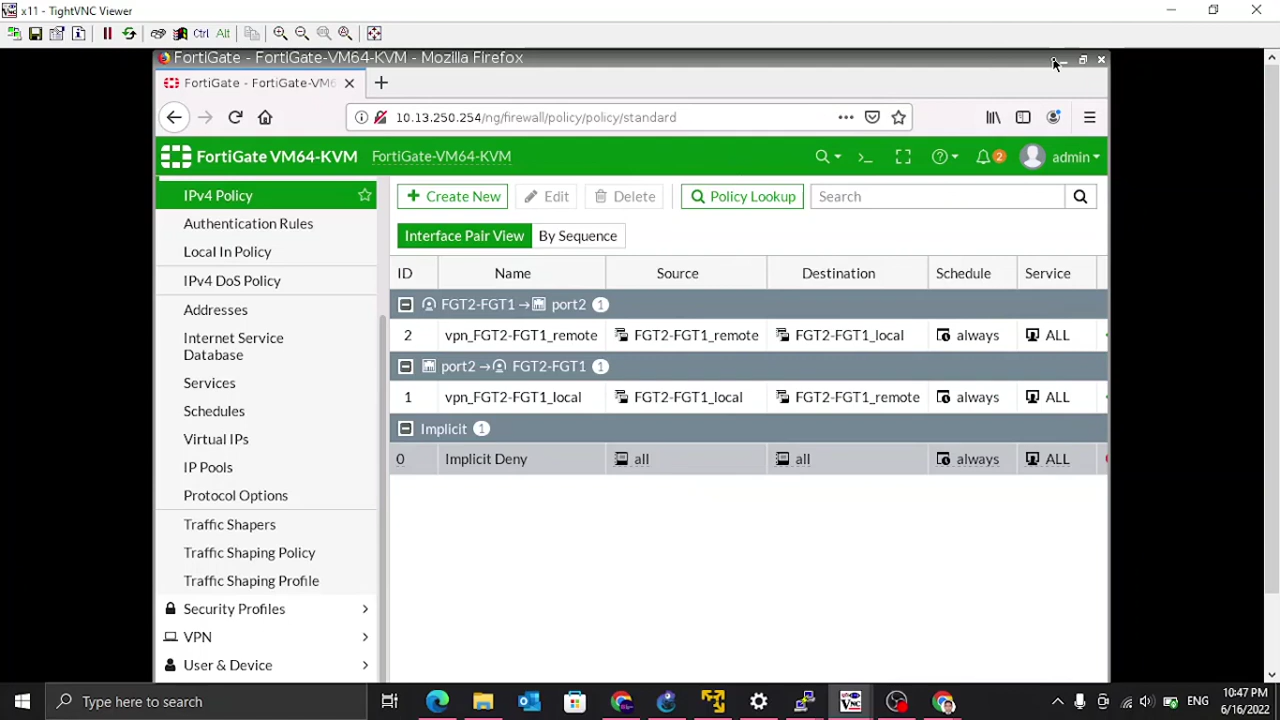 x11 - TightVNC Viewer
Ctrl Alt
FortiGate - FortiGate-VM64-KVM - Mozilla Firefox
FortiGate - FortiGate-VM6
10.13.250.254/ng/firewall/policy/policy/standard
FortiGate VM64-KVM FortiGate-VM64-KVM 2 admin
IPv4 Policy
Authentication Rules
Local In Policy
IPv4 DoS Policy
Addresses
Internet Service
Database
Services
Schedules
Virtual IPs
IP Pools
Protocol Options
Traffic Shapers
Traffic Shaping Policy
Traffic Shaping Profile
Security Profiles
VPN
User & Device
Create New Edit Delete Policy Lookup Search
Interface Pair View By Sequence
ID Name Source Destination Schedule Service
FGT2-FGT1 → port2 1
2 vpn_FGT2-FGT1_remote FGT2-FGT1_remote FGT2-FGT1_local always ALL
port2 → FGT2-FGT1 1
1 vpn_FGT2-FGT1_local FGT2-FGT1_local FGT2-FGT1_remote always ALL
Implicit 1
0 Implicit Deny all all always ALL
Type here to search
ENG
10:47 PM
6/16/2022